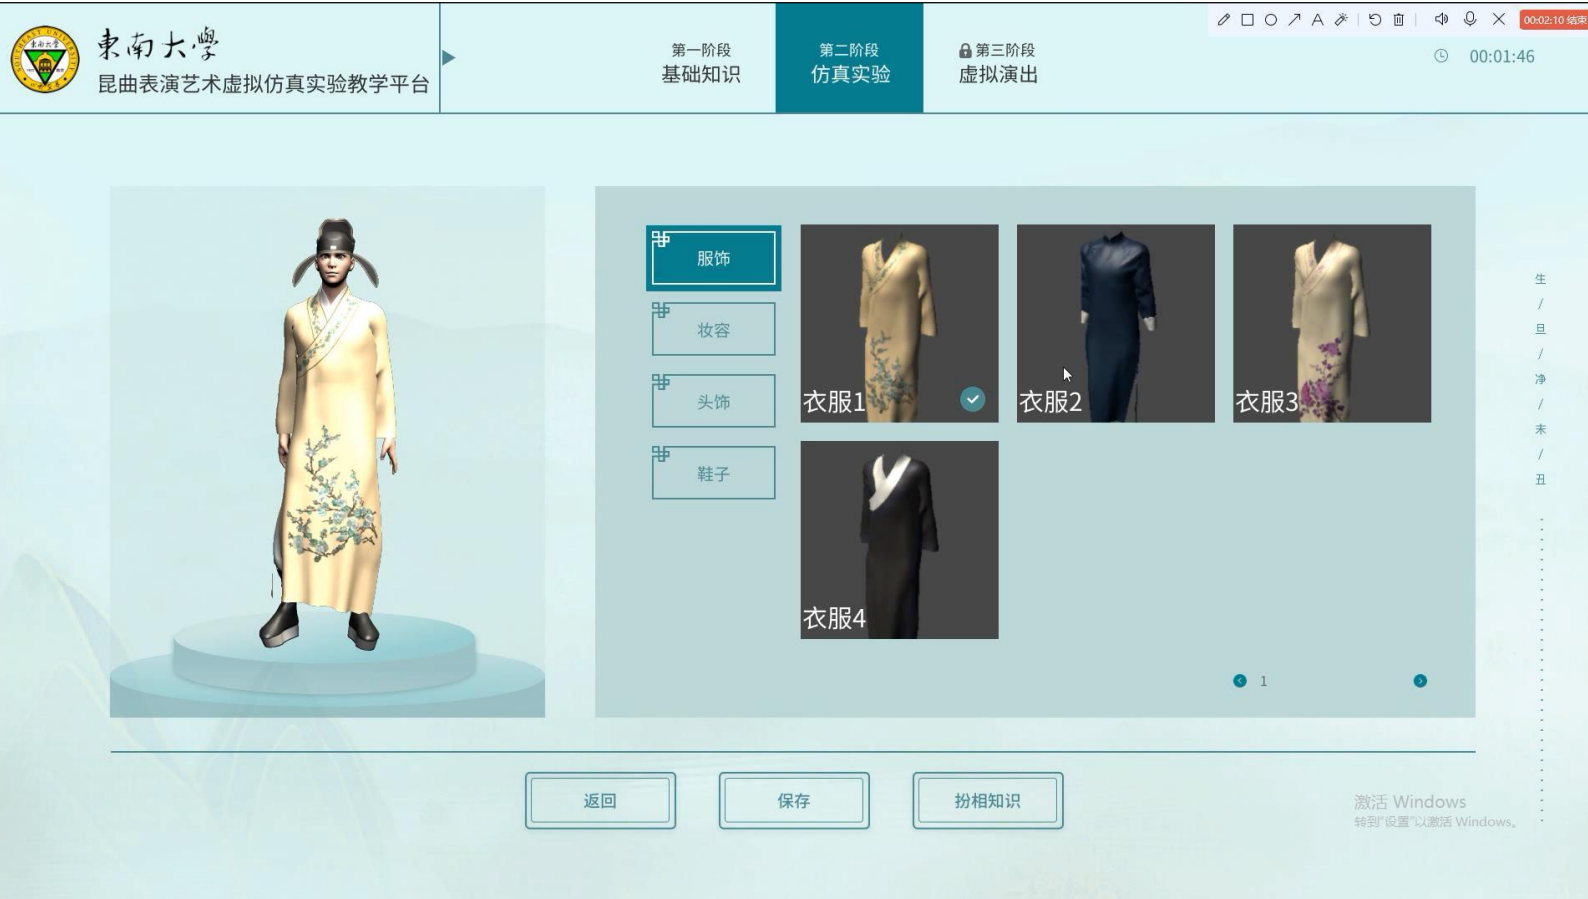 東南大學
昆曲表演艺术虚拟仿真实验教学平台
第一阶段
基础知识
第二阶段
仿真实验
第三阶段
虚拟演出
00:02:10 结束
00:01:46
服饰
妆容
头饰
鞋子
衣服1
衣服2
衣服3
衣服4
1
生
/
旦
/
净
/
末
/
丑
返回
保存
扮相知识
激活 Windows
转到"设置"以激活 Windows。